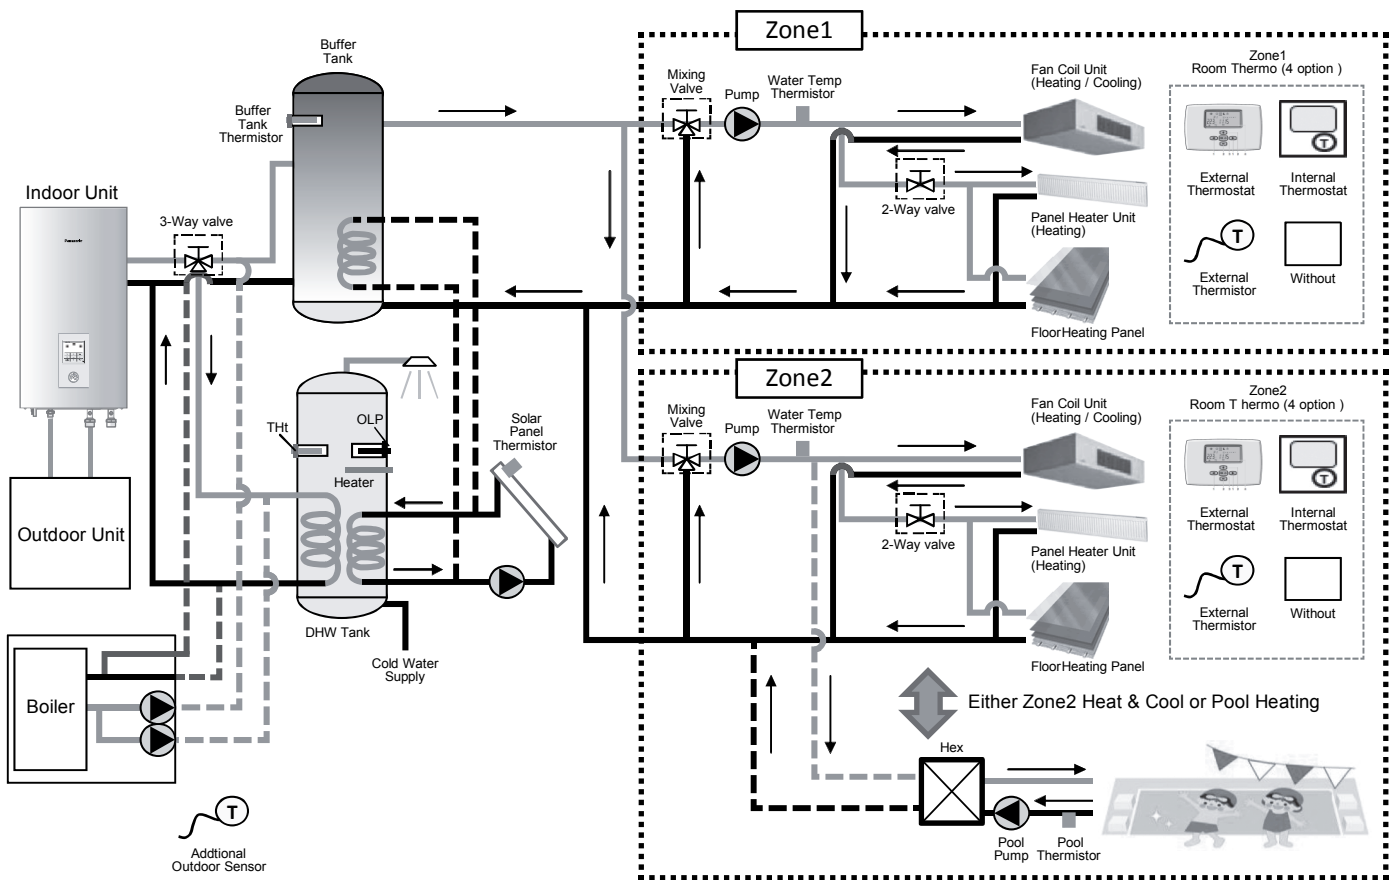 Zone1
Buffer
Tank
Buffer
Tank
Thermistor
Indoor Unit
Panasonic
3-Way valve
Mixing
Valve
Pump
Water Temp
Thermistor
Fan Coil Unit
(Heating / Cooling)
2-Way valve
Panel Heater Unit
(Heating)
FloorHeating Panel
Zone1
Room Thermo (4 option )
External
Thermostat
T
Internal
Thermostat
T
External
Thermistor
Without
Zone2
Mixing
Valve
Pump
Water Temp
Thermistor
Fan Coil Unit
(Heating / Cooling)
2-Way valve
Panel Heater Unit
(Heating)
FloorHeating Panel
Zone2
Room T hermo (4 option )
External
Thermostat
T
Internal
Thermostat
T
External
Thermistor
Without
THt
OLP
Heater
Solar
Panel
Thermistor
Outdoor Unit
DHW Tank
Cold Water
Supply
Boiler
Either Zone2 Heat & Cool or Pool Heating
Hex
Pool
Pump
Pool
Thermistor
T
Addtional
Outdoor Sensor